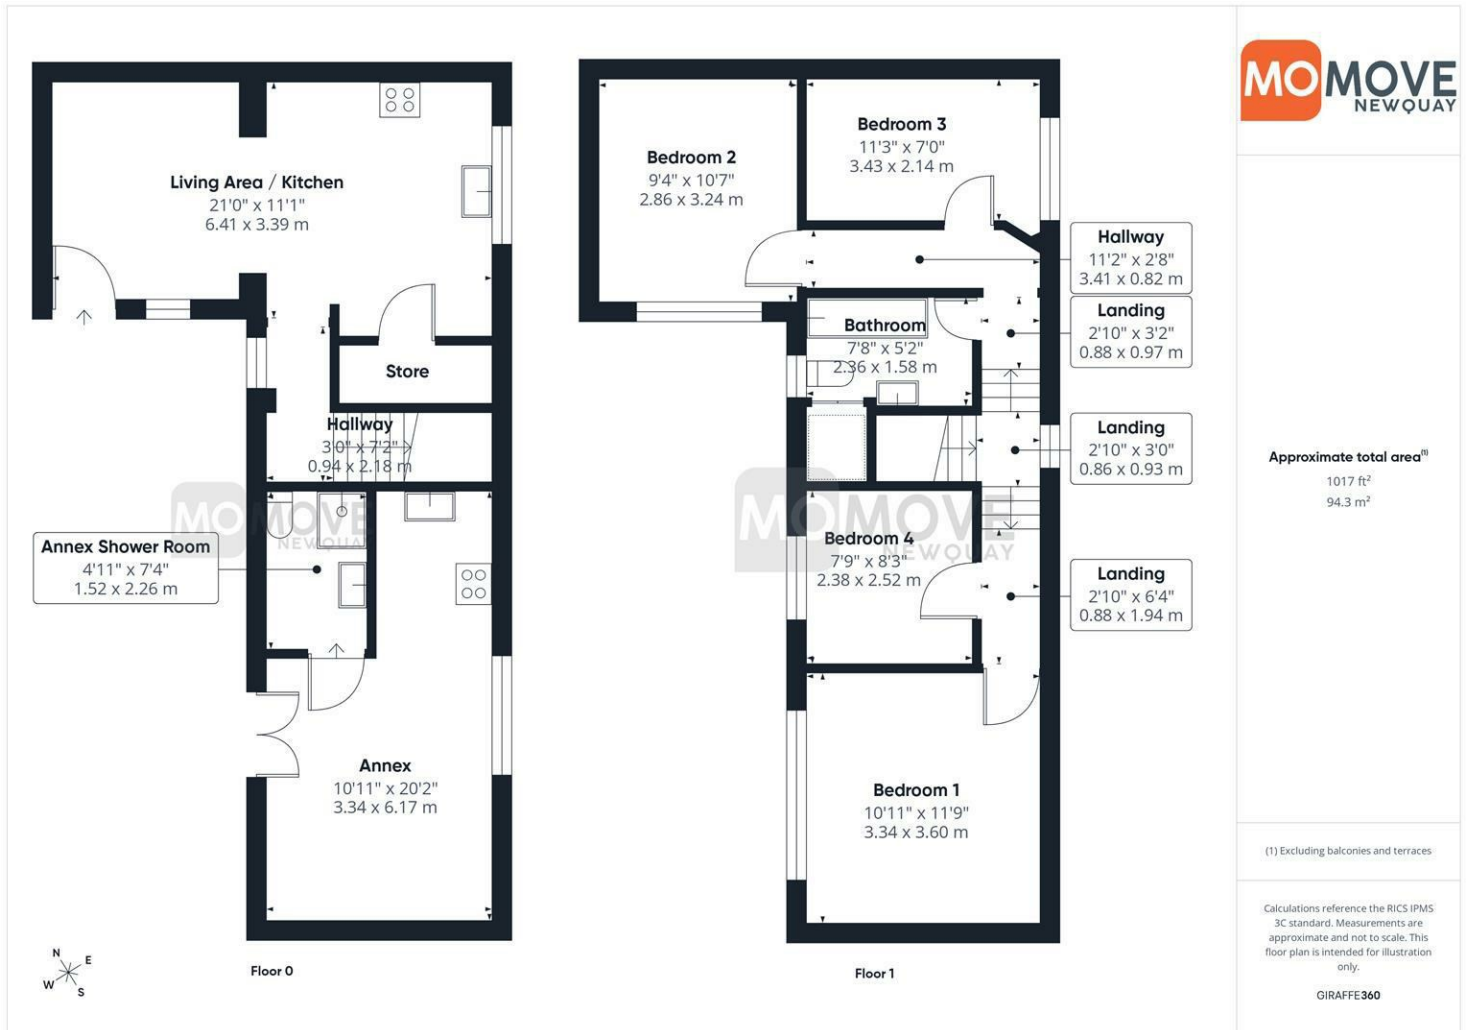 Living Area / Kitchen
21'0" x 11'1"
6.41 x 3.39 m
Store
Hallway
3'0" x 7'2"
0.94 x 2.18 m
MOMOVE
NEWQUAY
Annex Shower Room
4'11" x 7'4"
1.52 x 2.26 m
Annex
10'11" x 20'2"
3.34 x 6.17 m
N
E
W
S
Floor 0
Bedroom 2
9'4" x 10'7"
2.86 x 3.24 m
Bedroom 3
11'3" x 7'0"
3.43 x 2.14 m
Hallway
11'2" x 2'8"
3.41 x 0.82 m
Landing
2'10" x 3'2"
0.88 x 0.97 m
Bathroom
7'8" x 5'2"
2.36 x 1.58 m
Landing
2'10" x 3'0"
0.86 x 0.93 m
MOMOVE
NEWQUAY
Bedroom 4
7'9" x 8'3"
2.38 x 2.52 m
Landing
2'10" x 6'4"
0.88 x 1.94 m
Bedroom 1
10'11" x 11'9"
3.34 x 3.60 m
Floor 1
MOMOVE
NEWQUAY
Approximate total area⁽¹⁾
1017 ft²
94.3 m²
(1) Excluding balconies and terraces
Calculations reference the RICS IPMS
3C standard. Measurements are
approximate and not to scale. This
floor plan is intended for illustration
only.
GIRAFFE360